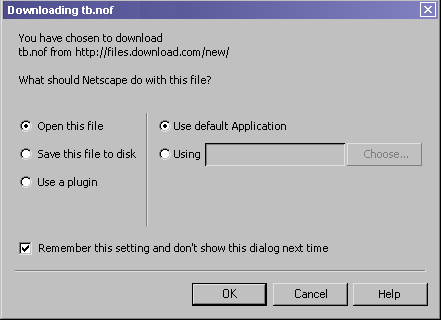 Downloading tb.nof
You have chosen to download
tb.nof from http://files.download.com/new/
What should Netscape do with this file?
Open this file
Use default Application
Save this file to disk
Using
Choose...
Use a plugin
Remember this setting and don't show this dialog next time
OK
Cancel
Help